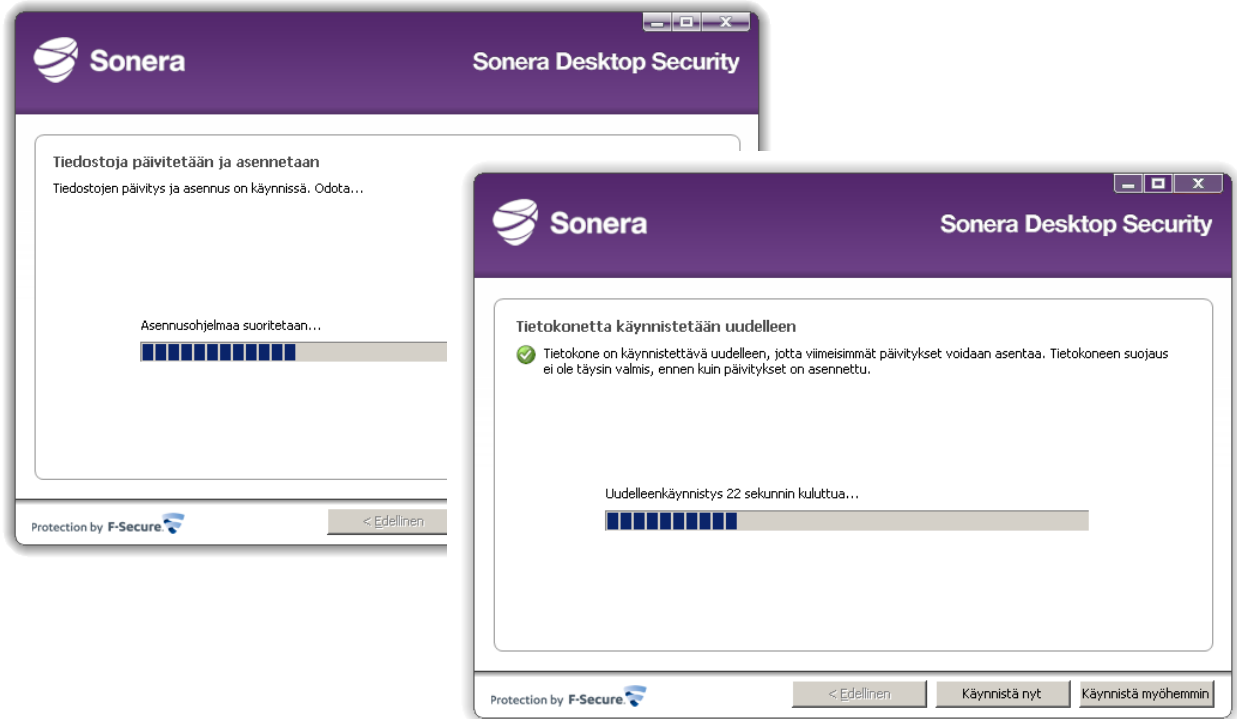 Sonera
Sonera Desktop Security
Tiedostoja päivitetään ja asennetaan
Tiedostojen päivitys ja asennus on käynnissä. Odota...
Asennusohjelmaa suoritetaan...
Protection by F-Secure.
< Edellinen
Sonera
Sonera Desktop Security
Tietokonetta käynnistetään uudelleen
Tietokone on käynnistettävä uudelleen, jotta viimeisimmät päivitykset voidaan asentaa. Tietokoneen suojaus
ei ole täysin valmis, ennen kuin päivitykset on asennettu.
Uudelleenkäynnistys 22 sekunnin kuluttua...
Protection by F-Secure.
< Edellinen
Käynnistä nyt
Käynnistä myöhemmin